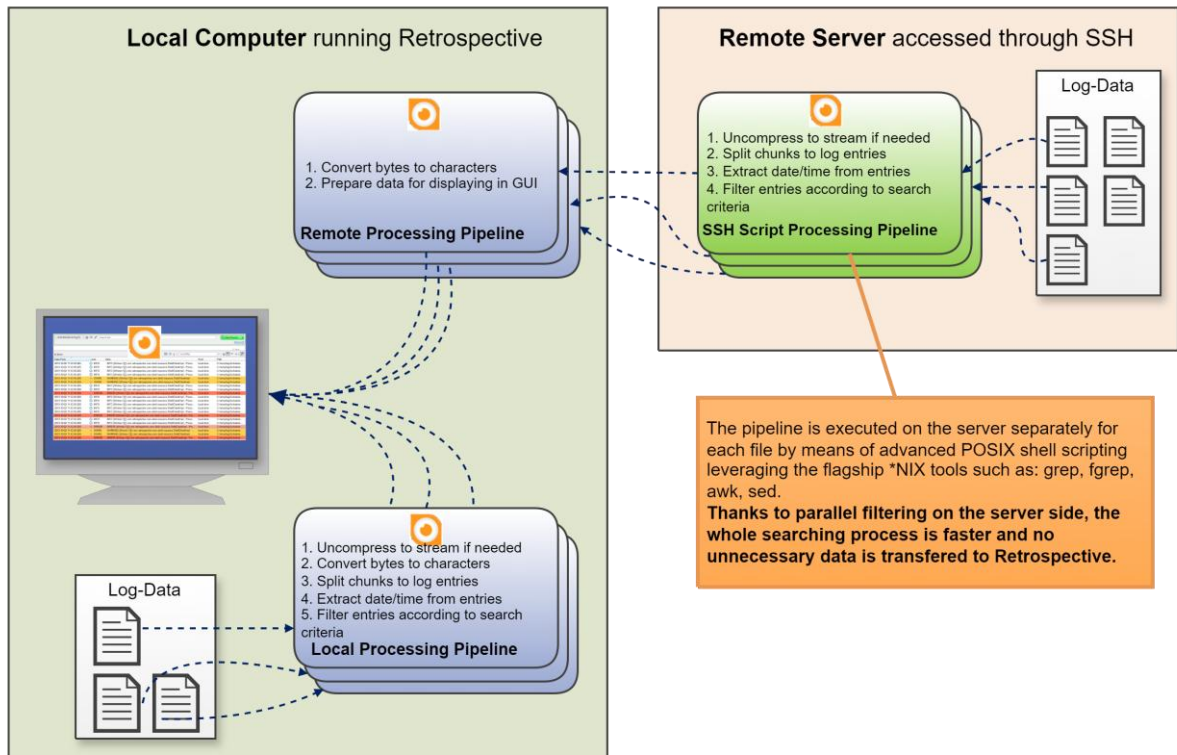 Local Computer running Retrospective
Remote Server accessed through SSH
1. Convert bytes to characters
2. Prepare data for displaying in GUI
Remote Processing Pipeline
1. Uncompress to stream if needed
2. Split chunks to log entries
3. Extract date/time from entries
4. Filter entries according to search
criteria
SSH Script Processing Pipeline
Log-Data
The pipeline is executed on the server separately for
each file by means of advanced POSIX shell scripting
leveraging the flagship *NIX tools such as: grep, fgrep,
awk, sed.
Thanks to parallel filtering on the server side, the
whole searching process is faster and no
unnecessary data is transfered to Retrospective.
Log-Data
1. Uncompress to stream if needed
2. Convert bytes to characters
3. Split chunks to log entries
4. Extract date/time from entries
5. Filter entries according to search
criteria
Local Processing Pipeline